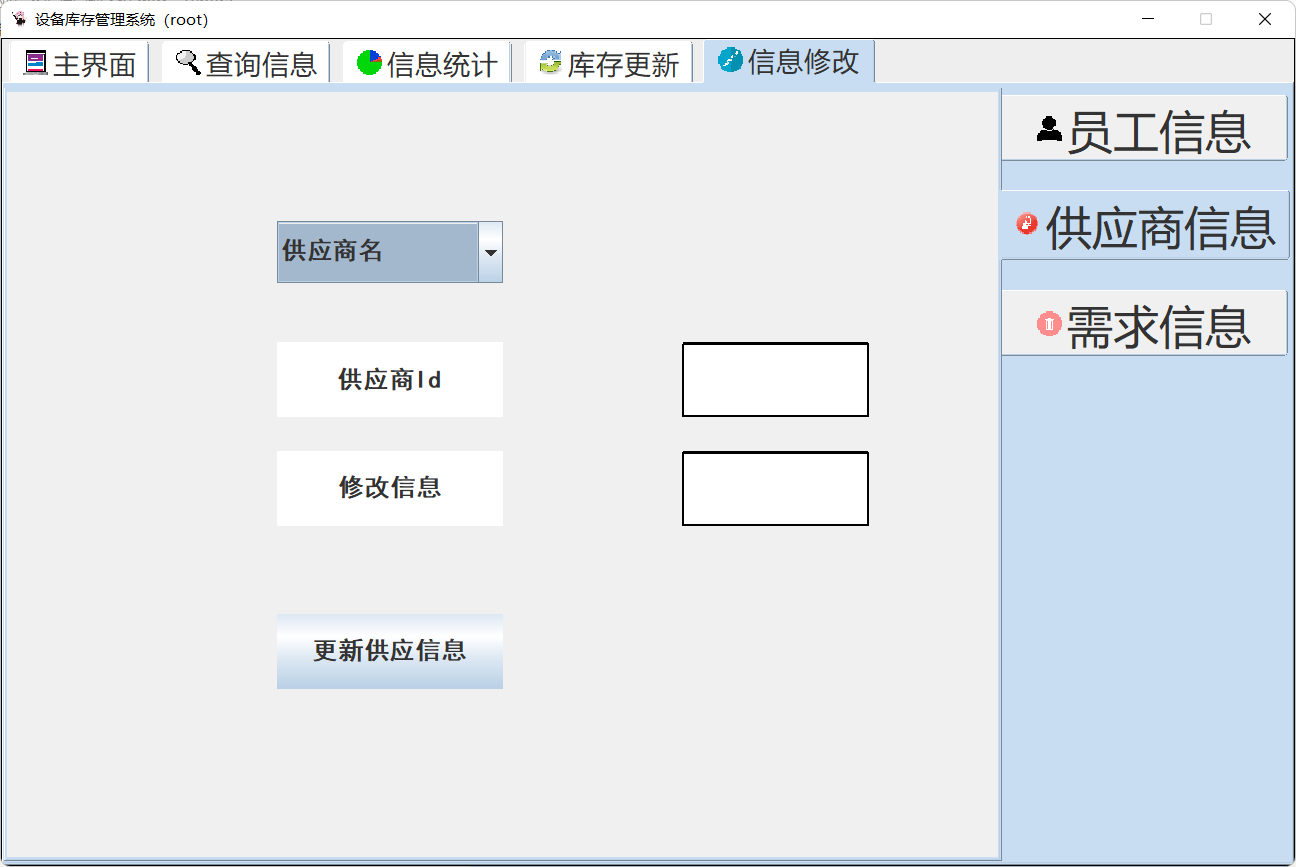 设备库存管理系统（root）
主界面
查询信息
信息统计
库存更新
信息修改
员工信息
供应商信息
需求信息
供应商名
供应商Id
修改信息
更新供应信息